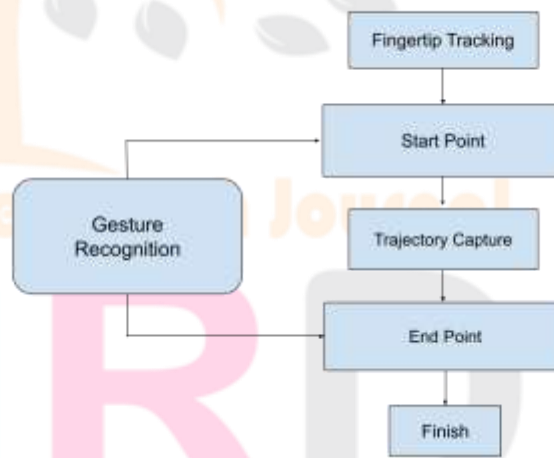 Fingertip Tracking
Start Point
Gesture
Recognition
Trajectory Capture
End Point
Finish